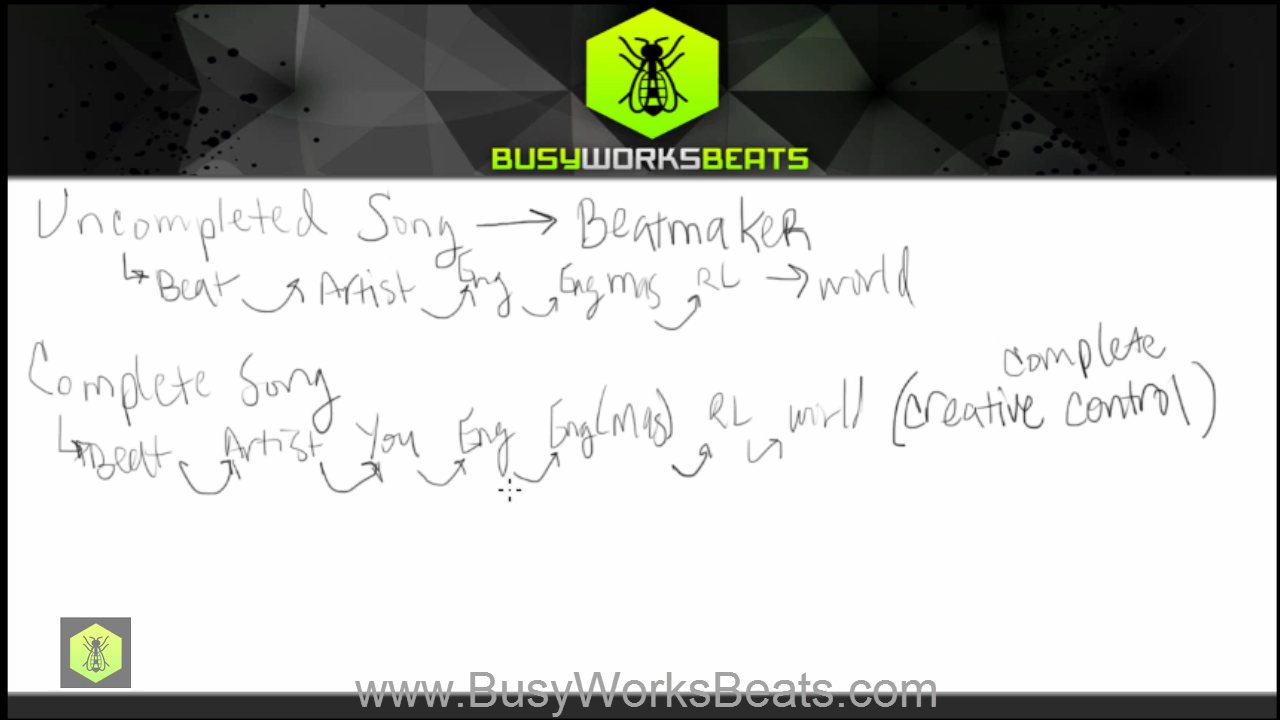 BUSYWORKSBEATS
Uncompleted Song → BeatmakER
↳ Beat Artist Eng Eng mas RL → world
Complete Song
↳ Beat Artist You Eng Eng(Mas) RL world (complete creative control)
www.BusyWorksBeats.com